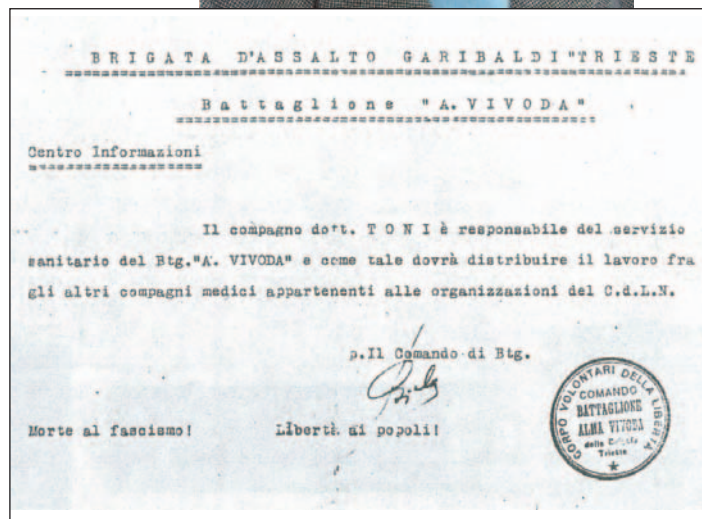 BRIGATA D'ASSALTO GARIBALDI "TRIESTE
Battaglione "A. VIVODA"
Centro Informazioni
Il compagno dott. TONI è responsabile del servizio
sanitario del Btg. "A. VIVODA" e come tale dovrà distribuire il lavoro fra
gli altri compagni medici appartenenti alle organizzazioni del C.d.L.N.
p.Il Comando di Btg.
CORPO VOLONTARI DELLA LIBERTÀ
COMANDO
BATTAGLIONE
ALMA VIVODA
della
Trieste
Morte al fascismo! Libertà ai popoli!